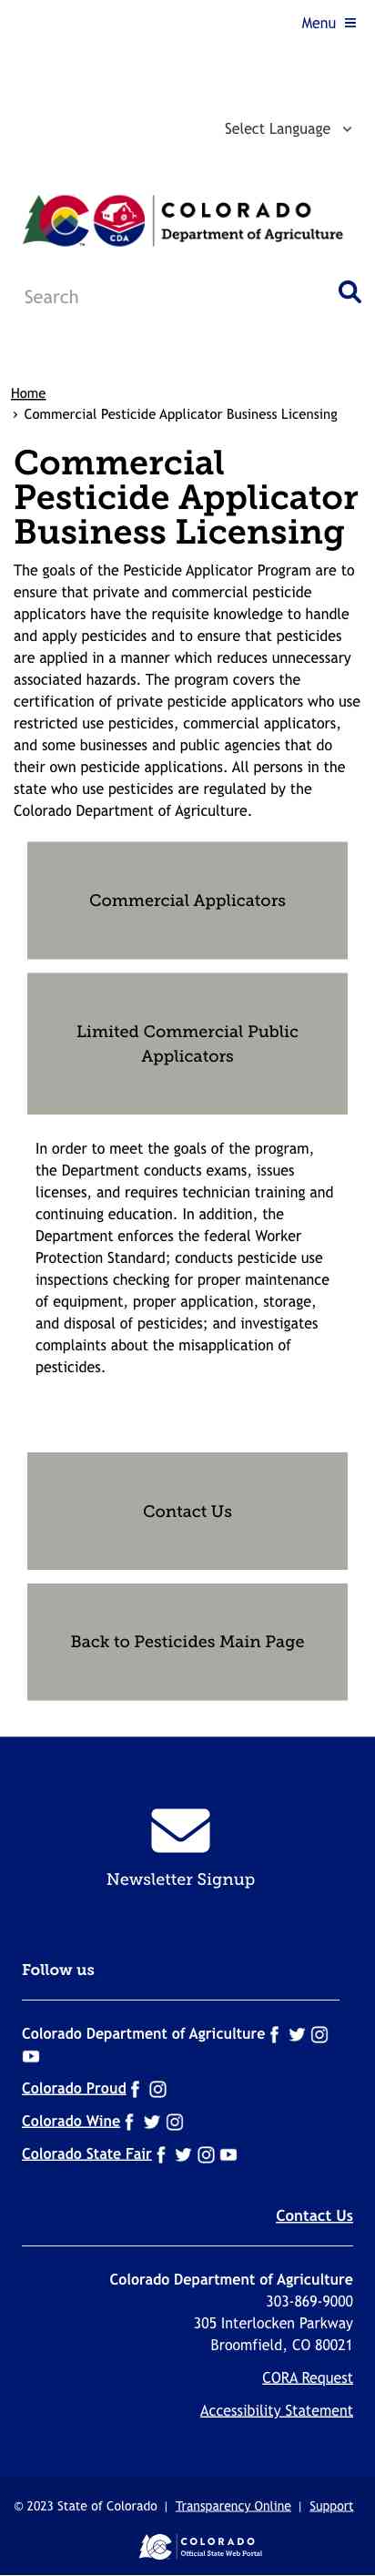 Menu
Select Language
COLORADO
Department of Agriculture
CDA
TM
Search
Home
> Commercial Pesticide Applicator Business Licensing
Commercial
Pesticide Applicator
Business Licensing
The goals of the Pesticide Applicator Program are to
ensure that private and commercial pesticide
applicators have the requisite knowledge to handle
and apply pesticides and to ensure that pesticides
are applied in a manner which reduces unnecessary
associated hazards. The program covers the
certification of private pesticide applicators who use
restricted use pesticides, commercial applicators,
and some businesses and public agencies that do
their own pesticide applications. All persons in the
state who use pesticides are regulated by the
Colorado Department of Agriculture.
Commercial Applicators
Limited Commercial Public
Applicators
In order to meet the goals of the program,
the Department conducts exams, issues
licenses, and requires technician training and
continuing education. In addition, the
Department enforces the federal Worker
Protection Standard; conducts pesticide use
inspections checking for proper maintenance
of equipment, proper application, storage,
and disposal of pesticides; and investigates
complaints about the misapplication of
pesticides.
Contact Us
Back to Pesticides Main Page
Newsletter Signup
Follow us
Colorado Department of Agriculture
Colorado Proud
Colorado Wine
Colorado State Fair
Contact Us
Colorado Department of Agriculture
303-869-9000
305 Interlocken Parkway
Broomfield, CO 80021
CORA Request
Accessibility Statement
© 2023 State of Colorado | Transparency Online | Support
COLORADO
Official State Web Portal